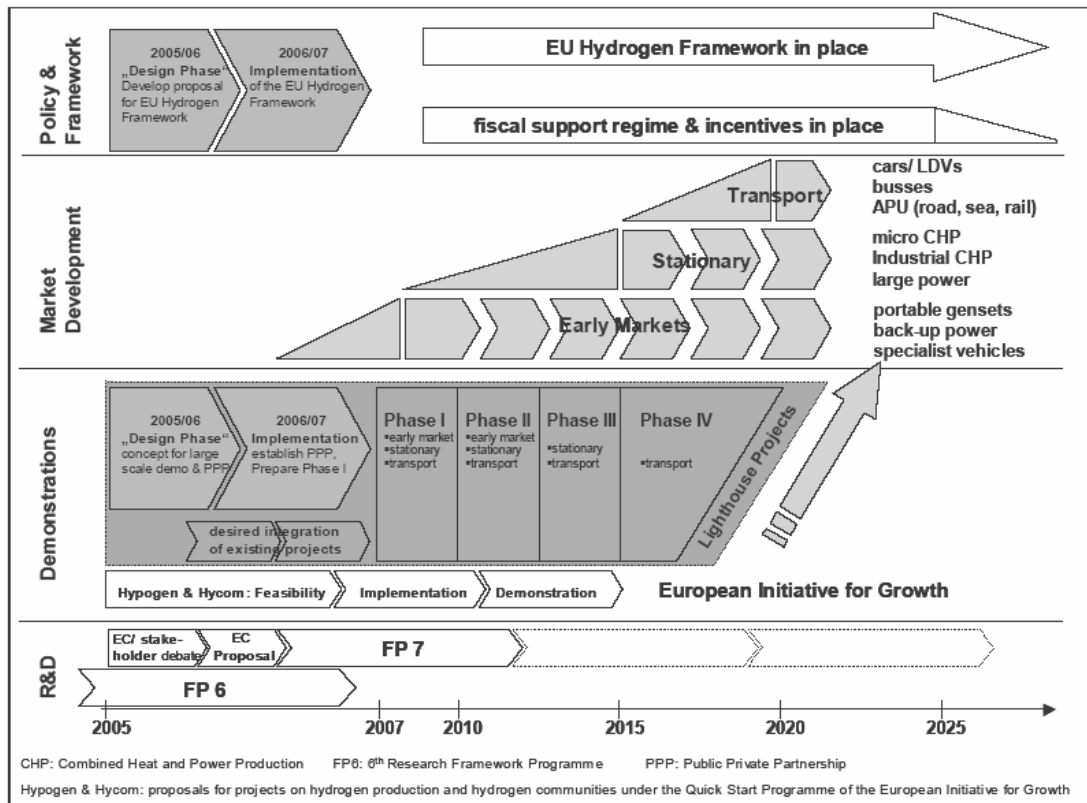 Policy &
Framework
2005/06
„Design Phase“
Develop proposal
for EU Hydrogen
Framework
2006/07
Implementation
of the EU Hydrogen
Framework
EU Hydrogen Framework in place
fiscal support regime & incentives in place
Market
Development
Transport
cars/ LDVs
busses
APU (road, sea, rail)
Stationary
micro CHP
Industrial CHP
large power
Early Markets
portable gensets
back-up power
specialist vehicles
Demonstrations
2005/06
„Design Phase“
concept for large
scale demo & PPP
2006/07
Implementation
establish PPP,
Prepare Phase I
Phase I
▪early market
▪stationary
▪transport
Phase II
▪early market
▪stationary
▪transport
Phase III
▪stationary
▪transport
Phase IV
▪transport
Lighthouse Projects
desired integration
of existing projects
Hypogen & Hycom: Feasibility
Implementation
Demonstration
European Initiative for Growth
R&D
EC/ stake-
holder debate
EC
Proposal
FP 7
FP 6
2005 2007 2010 2015 2020 2025
CHP: Combined Heat and Power Production FP6: 6th Research Framework Programme PPP: Public Private Partnership
Hypogen & Hycom: proposals for projects on hydrogen production and hydrogen communities under the Quick Start Programme of the European Initiative for Growth